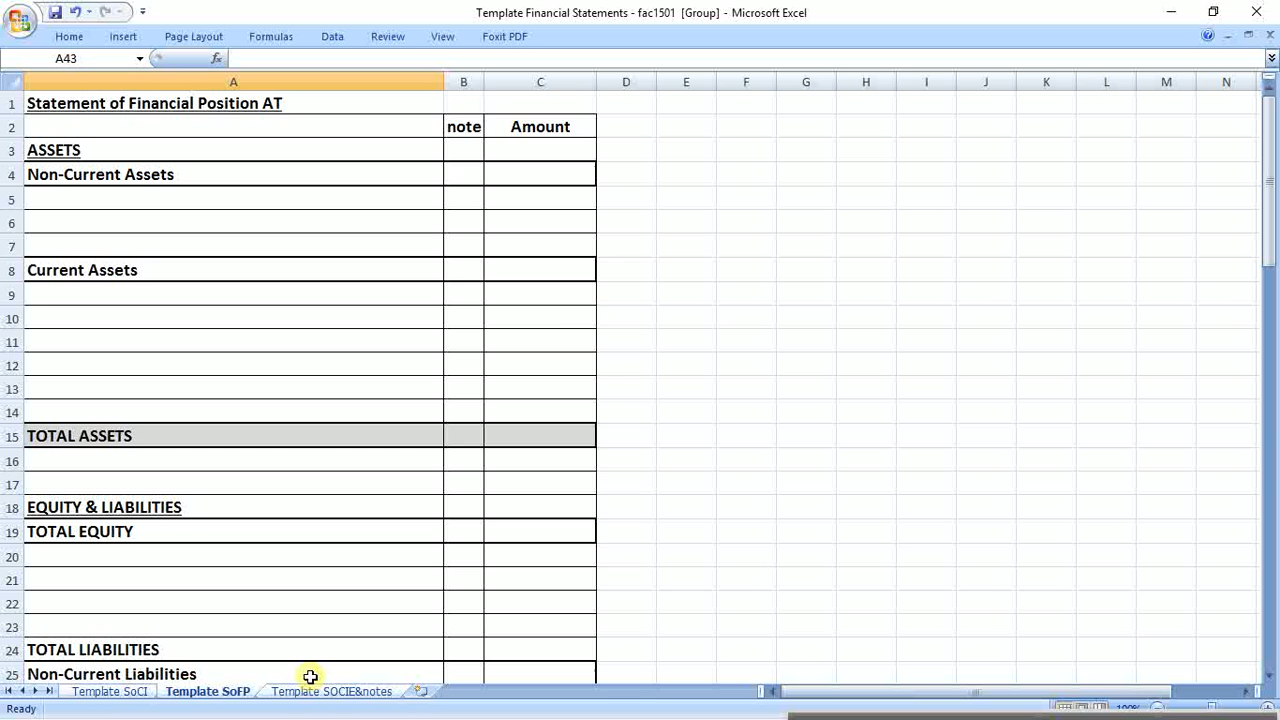 Template Financial Statements - fac1501 [Group] - Microsoft Excel
Home Insert Page Layout Formulas Data Review View Foxit PDF
A43 fx
A B C D E F G H I J K L M N
1 Statement of Financial Position AT
2 note Amount
3 ASSETS
4 Non-Current Assets
5
6
7
8 Current Assets
9
10
11
12
13
14
15 TOTAL ASSETS
16
17
18 EQUITY & LIABILITIES
19 TOTAL EQUITY
20
21
22
23
24 TOTAL LIABILITIES
25 Non-Current Liabilities
Template SoCI Template SoFP Template SOCIE&notes
Ready 100%